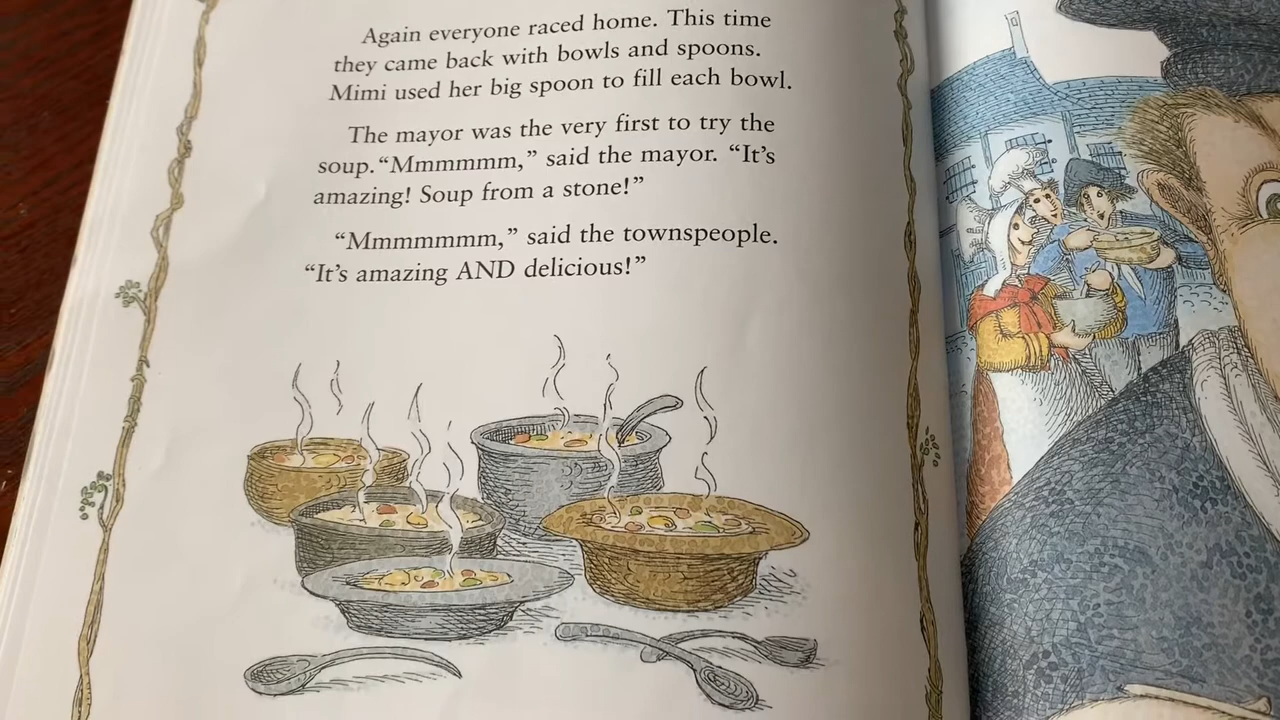 Again everyone raced home. This time
they came back with bowls and spoons.
Mimi used her big spoon to fill each bowl.
The mayor was the very first to try the
soup. “Mmmmmm,” said the mayor. “It’s
amazing! Soup from a stone!”
“Mmmmmmm,” said the townspeople.
“It’s amazing AND delicious!”